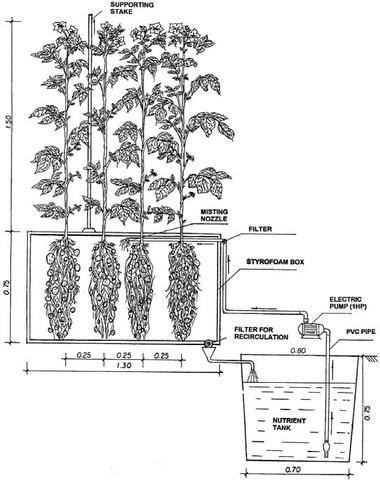 SUPPORTING
STAKE
1.50
MISTING
NOZZLE
FILTER
STYROFOAM BOX
0.75
ELECTRIC
PUMP (1HP)
PVC PIPE
FILTER FOR
RECIRCULATION
0.25
0.25
0.25
1.30
0.80
NUTRIENT
TANK
0.75
0.70